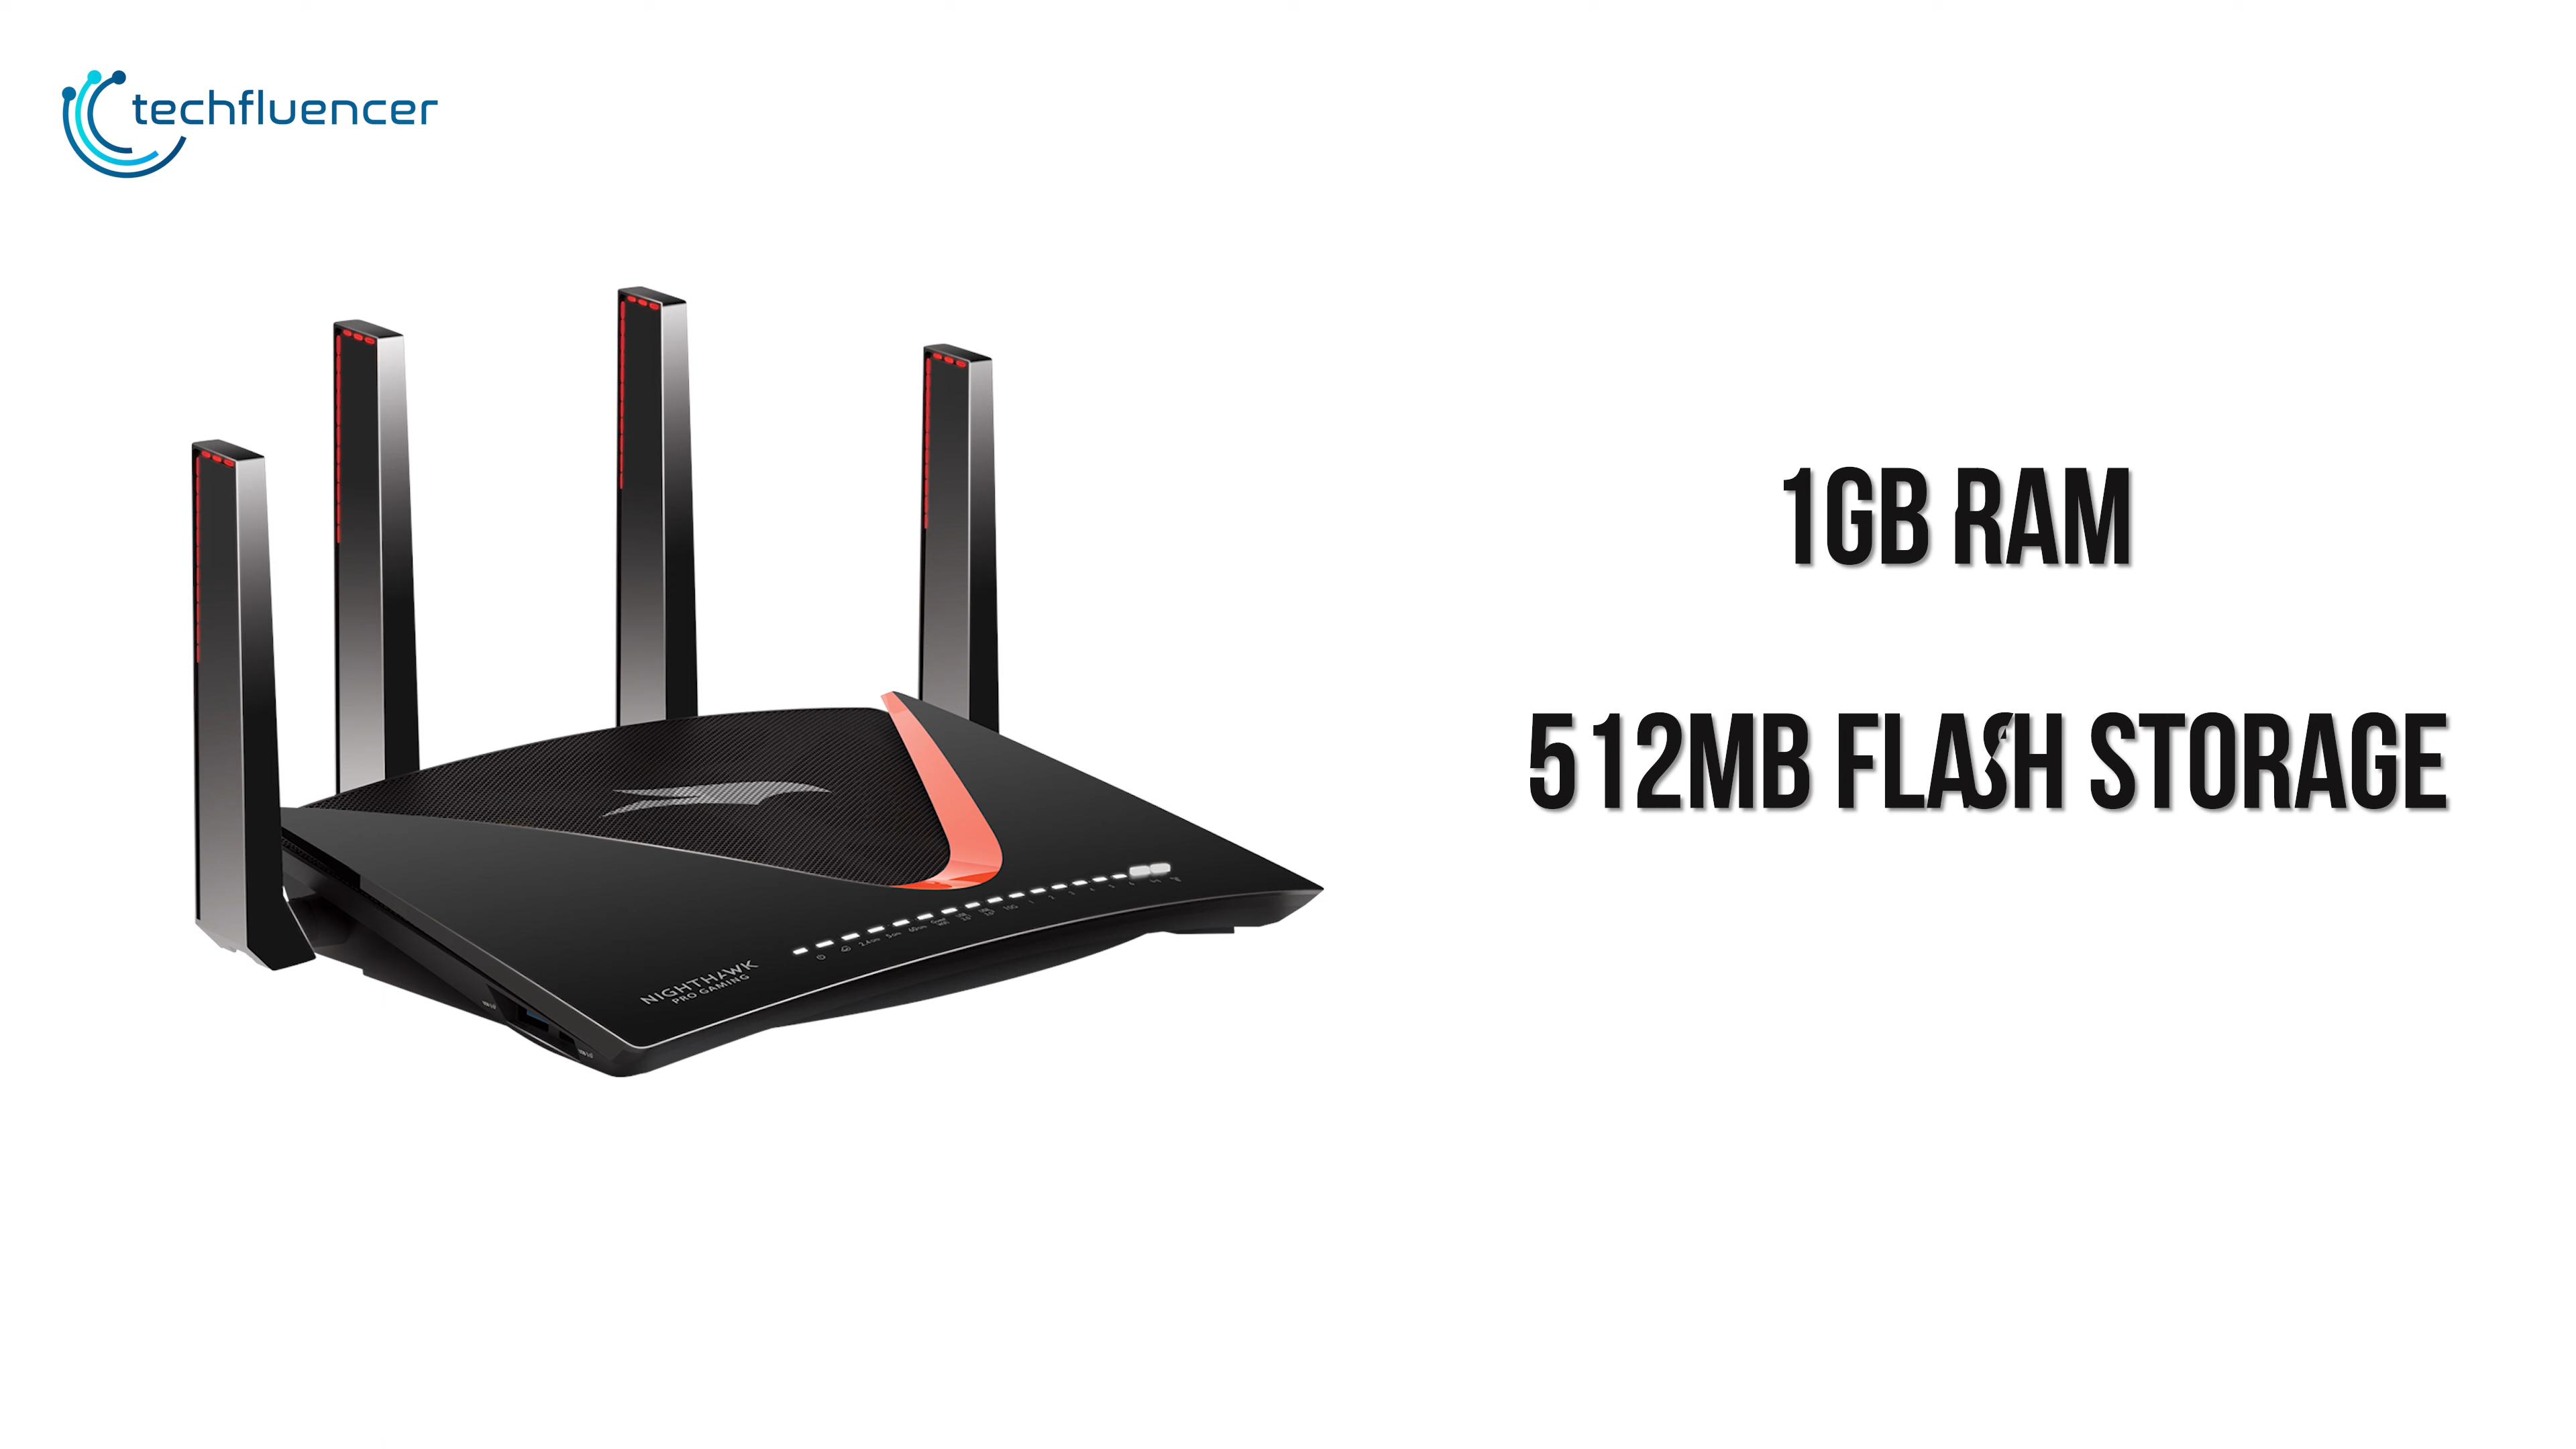 techfluencer
1GB RAM
512MB FLASH STORAGE
NIGHTHAWK
PRO GAMING